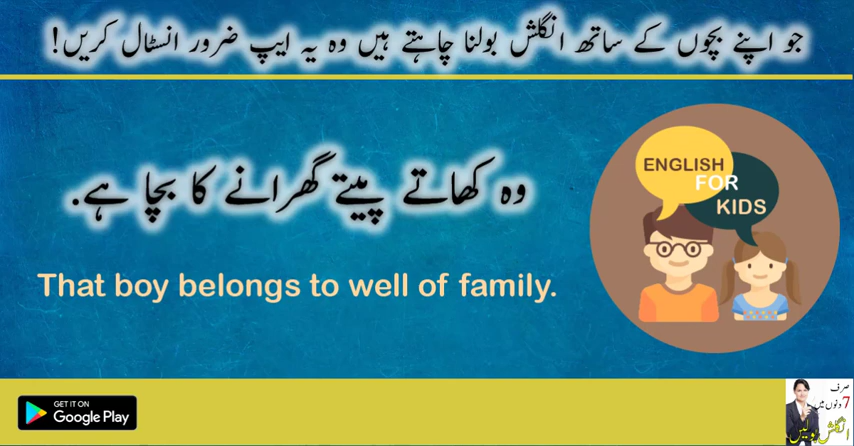 جو اپنے بچوں کے ساتھ انگلش بولنا چاہتے ہیں وہ یہ ایپ ضرور انسٹال کریں!
ENGLISH
FOR
KIDS
وہ کھاتے پیتے گھرانے کا بچا ہے.
That boy belongs to well of family.
GET IT ON
Google Play
صرف
7 دنوں میں
انگلش بولیں